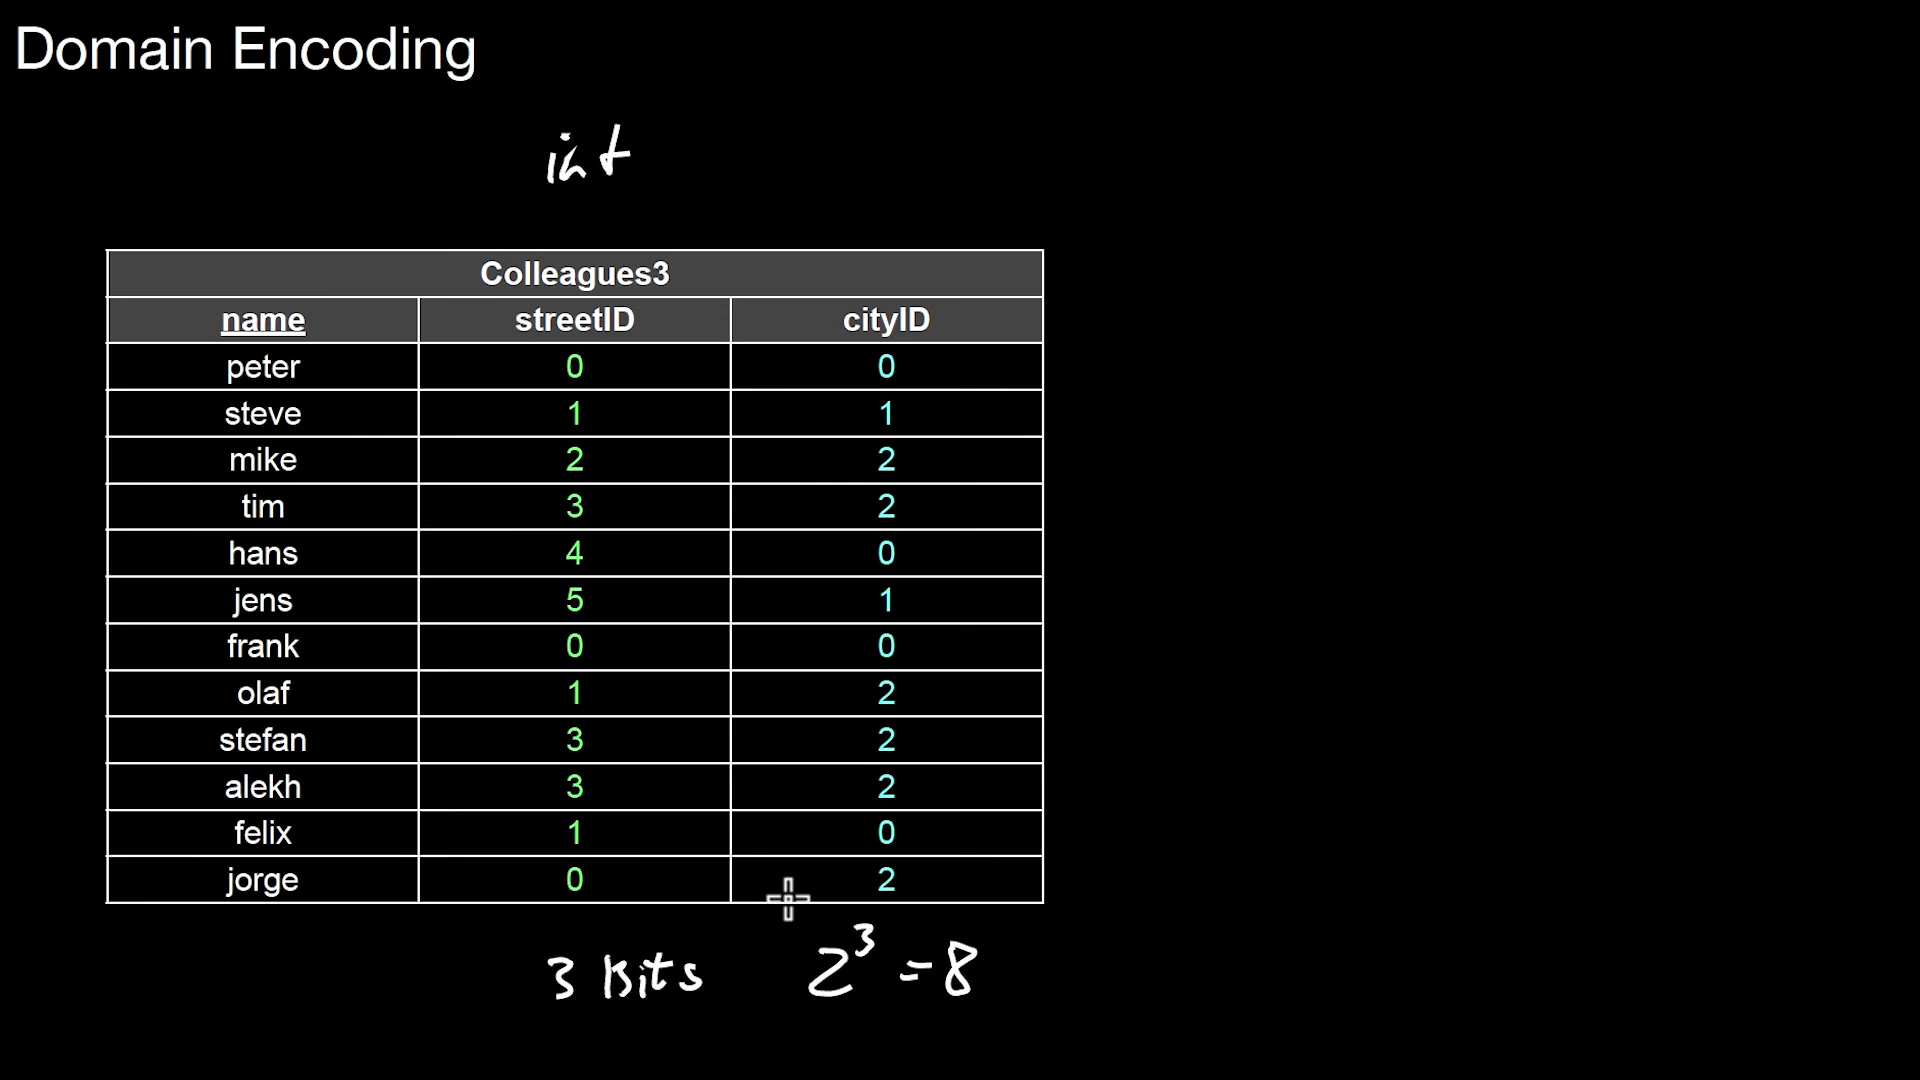 Domain Encoding
int
Colleagues3
name streetID cityID
peter 0 0
steve 1 1
mike 2 2
tim 3 2
hans 4 0
jens 5 1
frank 0 0
olaf 1 2
stefan 3 2
alekh 3 2
felix 1 0
jorge 0 2
3 Bits 2³ = 8